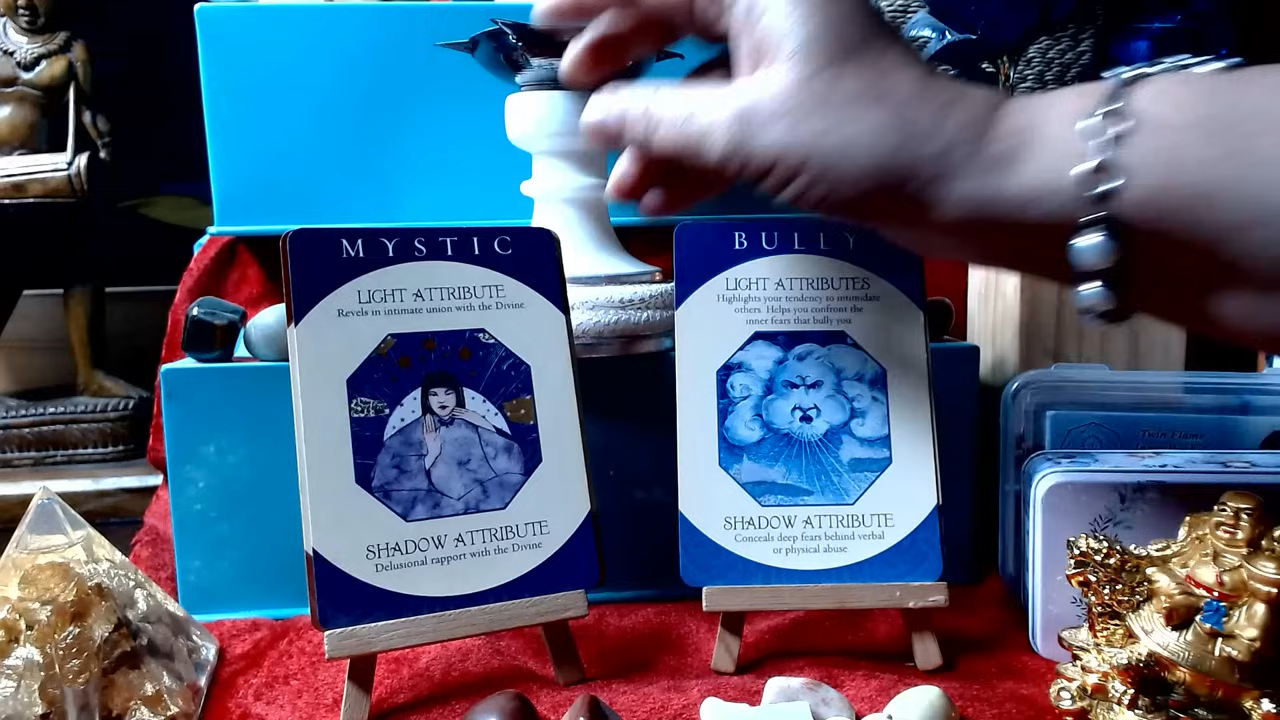 MYSTIC
LIGHT ATTRIBUTE
Revels in intimate union with the Divine
SHADOW ATTRIBUTE
Delusional rapport with the Divine
BULLY
LIGHT ATTRIBUTES
Highlights your tendency to intimidate
others. Helps you confront the
inner fears that bully you
SHADOW ATTRIBUTE
Conceals deep fears behind verbal
or physical abuse
Twin Flame